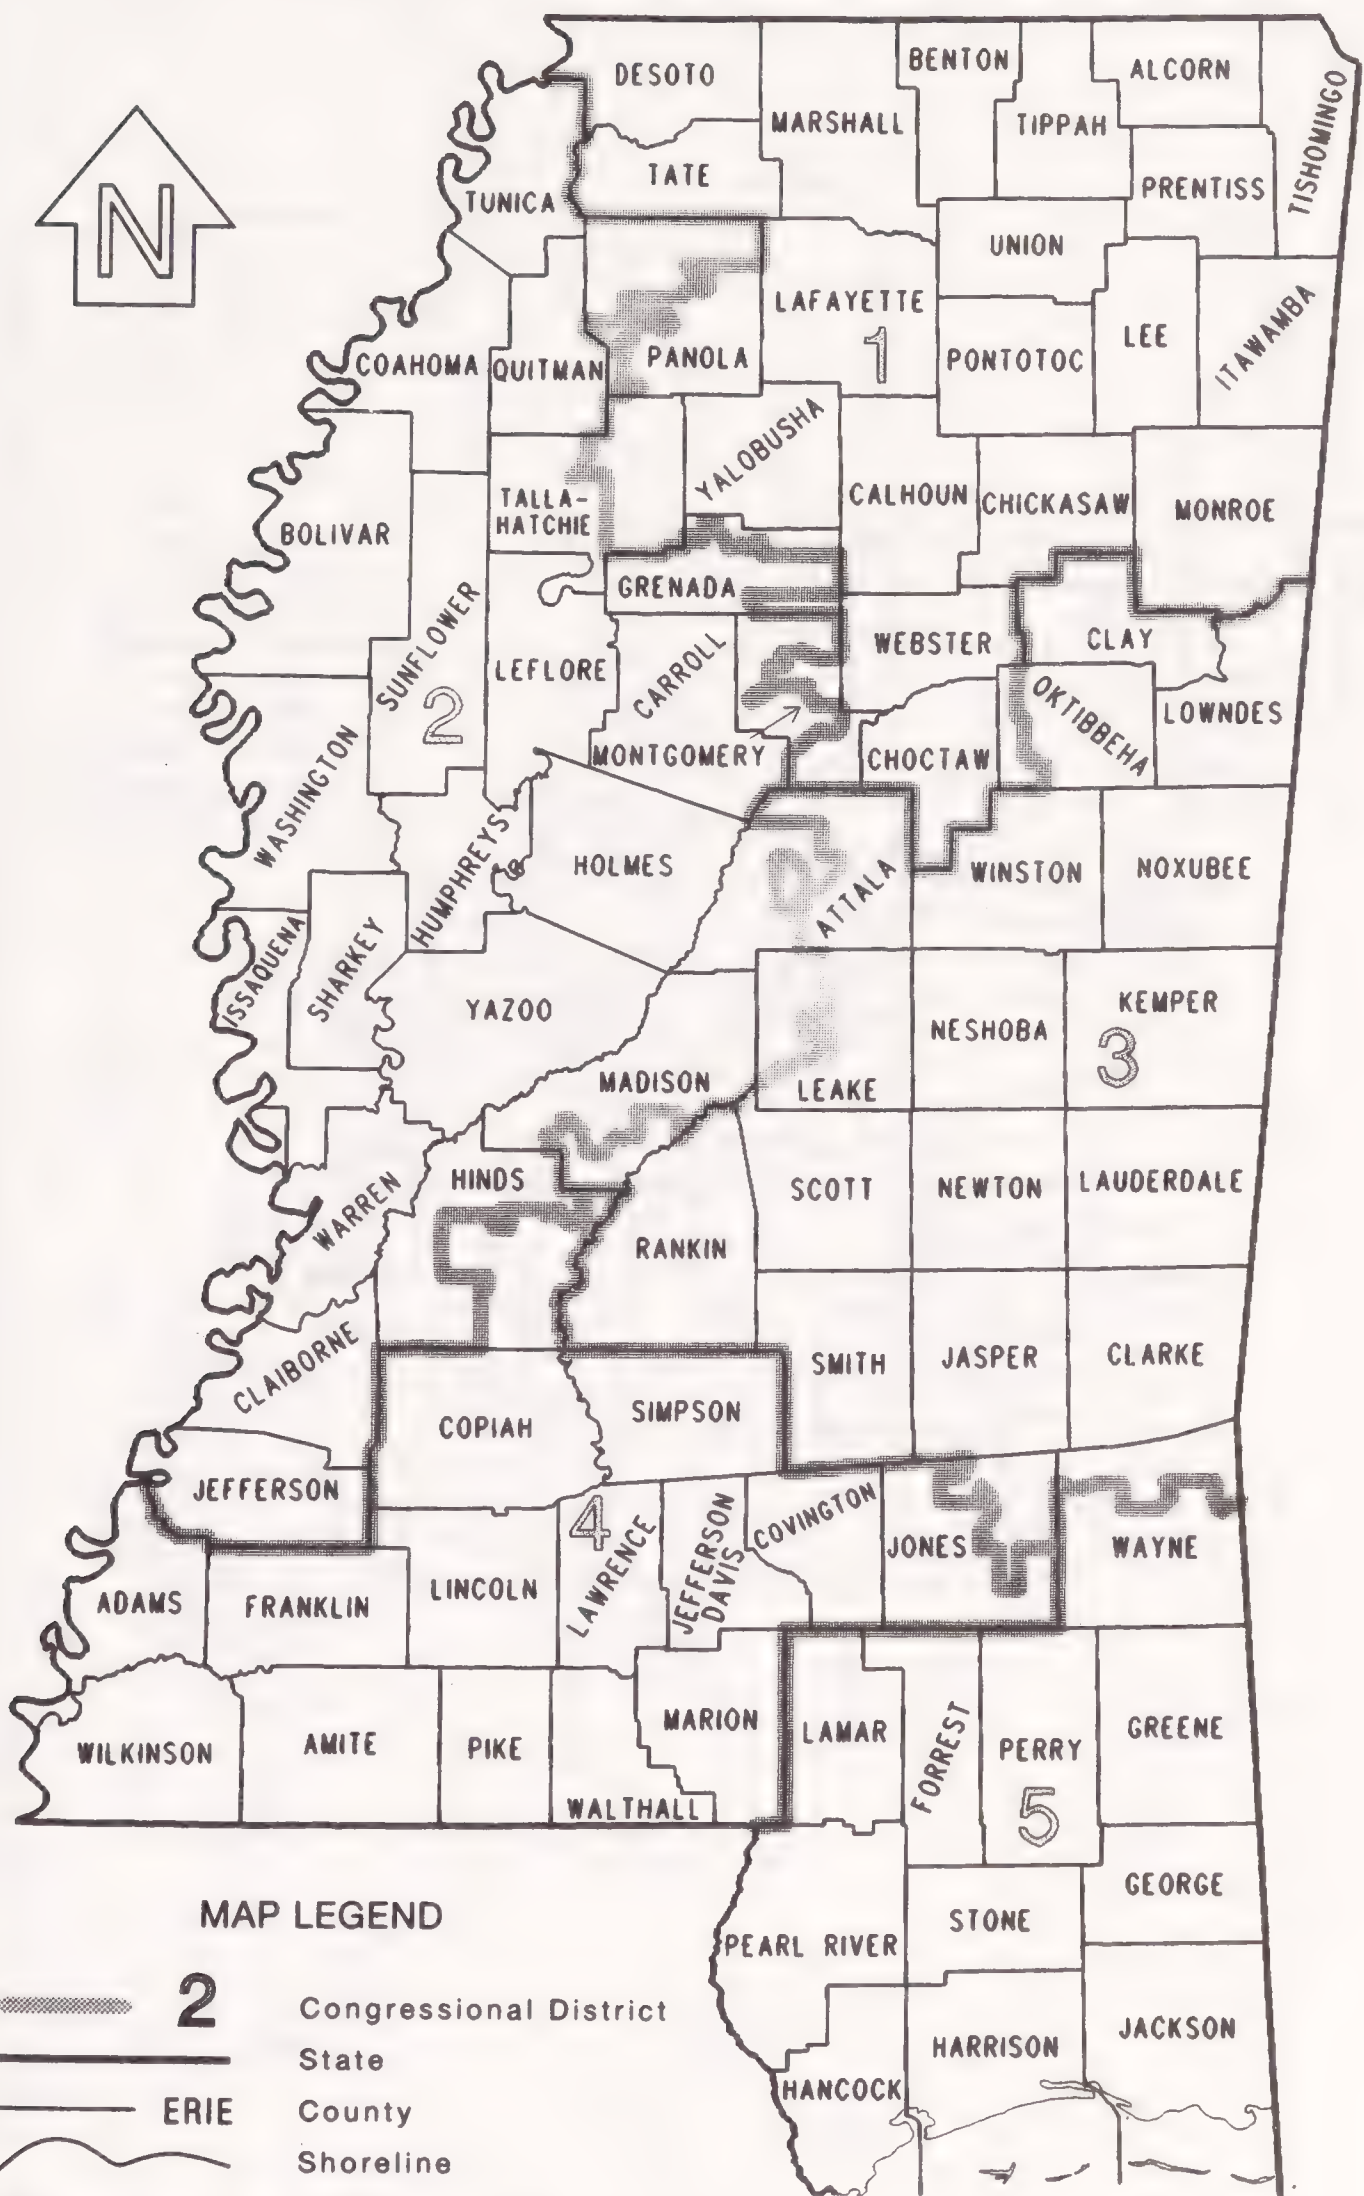 N
DESOTO
MARSHALL
BENTON
TIPPAH
ALCORN
TISHOMINGO
TUNICA
TATE
PRENTISS
UNION
LAFAYETTE
1
PONTOTOC
LEE
ITAWAMBA
COAHOMA
QUITMAN
PANOLA
YALOBUSHA
CALHOUN
CHICKASAW
MONROE
BOLIVAR
TALLA-
HATCHIE
GRENADA
SUNFLOWER
2
LEFLORE
CARROLL
WEBSTER
CLAY
OKTIBBEHA
LOWNDES
MONTGOMERY
CHOCTAW
WASHINGTON
HUMPHREYS
HOLMES
ATTALA
WINSTON
NOXUBEE
ISSAQUENA
SHARKEY
YAZOO
NESHOBA
KEMPER
3
MADISON
LEAKE
WARREN
HINDS
RANKIN
SCOTT
NEWTON
LAUDERDALE
CLAIBORNE
SMITH
JASPER
CLARKE
COPIAH
SIMPSON
JEFFERSON
4
LAWRENCE
JEFFERSON
DAVIS
COVINGTON
JONES
WAYNE
ADAMS
FRANKLIN
LINCOLN
WILKINSON
AMITE
PIKE
WALTHALL
MARION
LAMAR
FORREST
PERRY
5
GREENE
GEORGE
STONE
PEARL RIVER
HARRISON
JACKSON
HANCOCK
MAP LEGEND
2 Congressional District
State
ERIE County
Shoreline